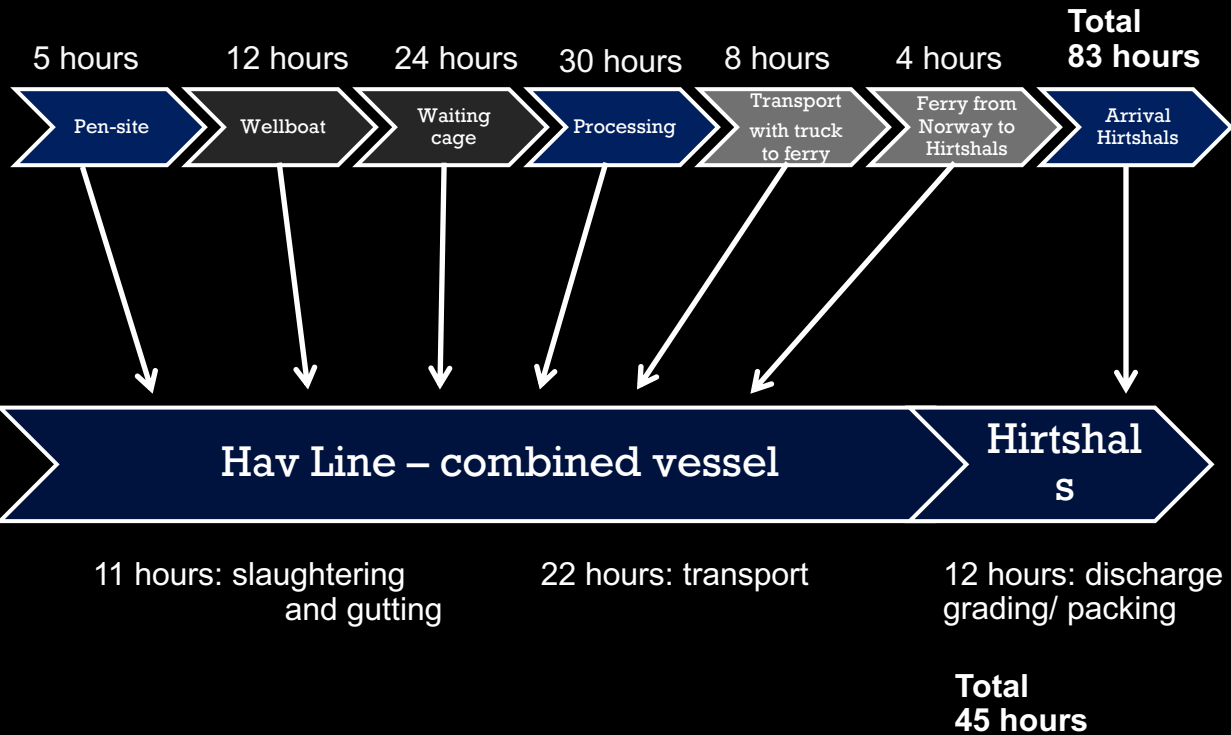 Total
83 hours
5 hours
12 hours
24 hours
30 hours
8 hours
4 hours
Pen-site
Wellboat
Waiting
cage
Processing
Transport
with truck
to ferry
Ferry from
Norway to
Hirtshals
Arrival
Hirtshals
Hav Line – combined vessel
Hirtshal
s
11 hours: slaughtering
and gutting
22 hours: transport
12 hours: discharge
grading/ packing
Total
45 hours